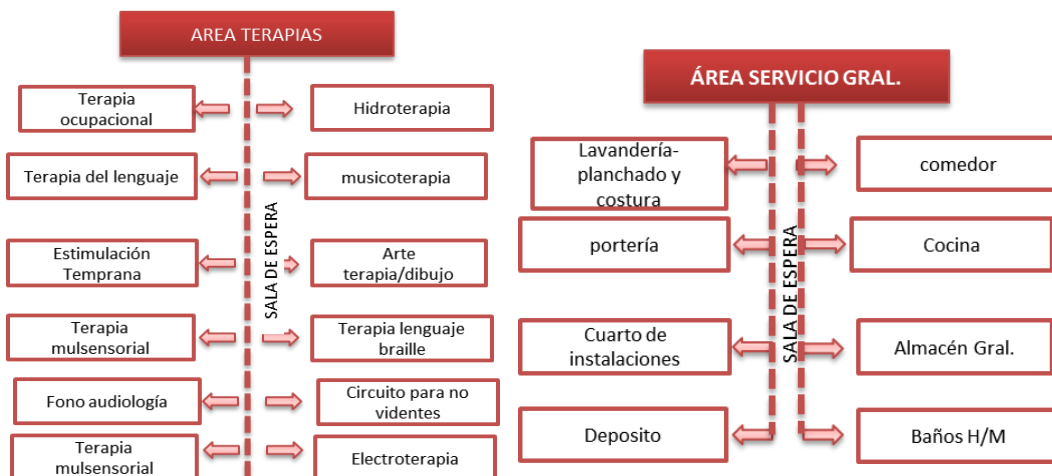 AREA TERAPIAS
Terapia
ocupacional
Hidroterapia
Terapia del lenguaje
musicoterapia
SALA DE ESPERA
Estimulación
Temprana
Arte
terapia/dibujo
Terapia
mulsensorial
Terapia lenguaje
braille
Fono audiología
Circuito para no
videntes
Terapia
mulsensorial
Electroterapia
ÁREA SERVICIO GRAL.
Lavandería-
planchado y
costura
comedor
portería
Cocina
SALA DE ESPERA
Cuarto de
instalaciones
Almacén Gral.
Deposito
Baños H/M